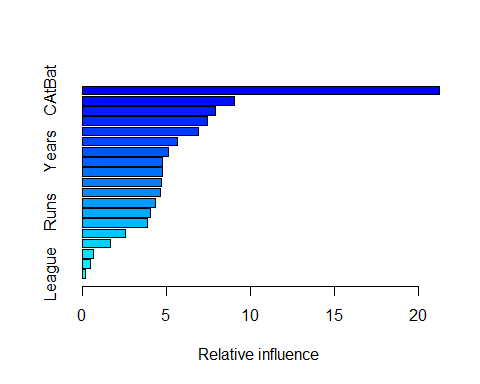 CAtBat
Years
Runs
League
0 5 10 15 20
Relative influence